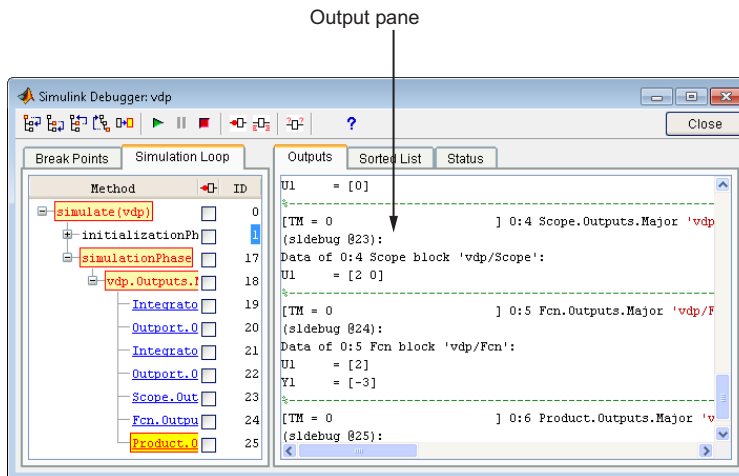 Output pane
Simulink Debugger: vdp
Close
Break Points
Simulation Loop
Method
ID
simulate(vdp)
0
initializationPh
1
simulationPhase
17
vdp.Outputs.M
18
Integrato
19
Outport.O
20
Integrato
21
Outport.O
22
Scope.Out
23
Fcn.Outpu
24
Product.O
25
Outputs
Sorted List
Status
U1 = [0]
%----------------------------------------------------------------
[TM = 0 ] 0:4 Scope.Outputs.Major 'vdp
(sldebug @23):
Data of 0:4 Scope block 'vdp/Scope':
U1 = [2 0]
%----------------------------------------------------------------
[TM = 0 ] 0:5 Fcn.Outputs.Major 'vdp/F
(sldebug @24):
Data of 0:5 Fcn block 'vdp/Fcn':
U1 = [2]
Y1 = [-3]
%----------------------------------------------------------------
[TM = 0 ] 0:6 Product.Outputs.Major 'v
(sldebug @25):